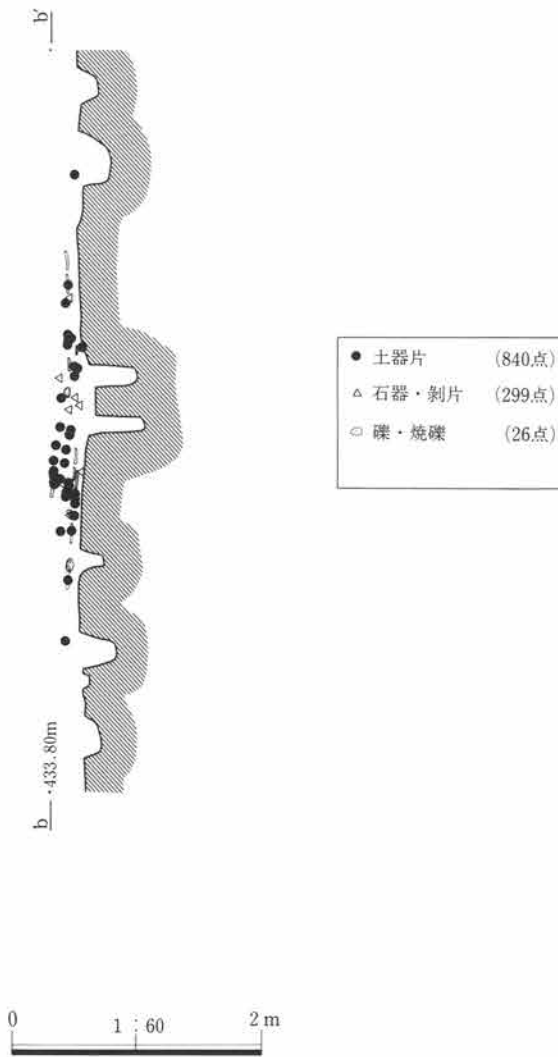 b'
● 土器片 (840点)
△ 石器・剝片 (299点)
礫・焼礫 (26点)
b ・433.80m
0 1 : 60 2 m